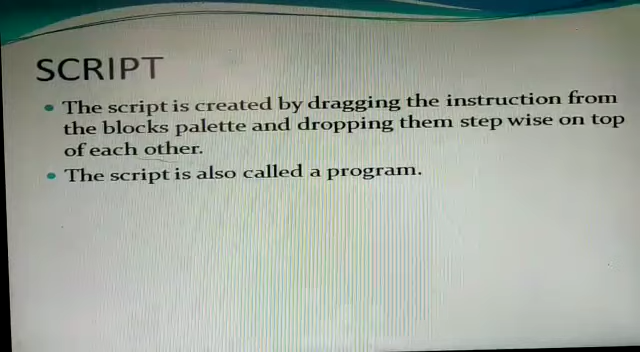 SCRIPT
The script is created by dragging the instruction from
the blocks palette and dropping them step wise on top
of each other.
The script is also called a program.